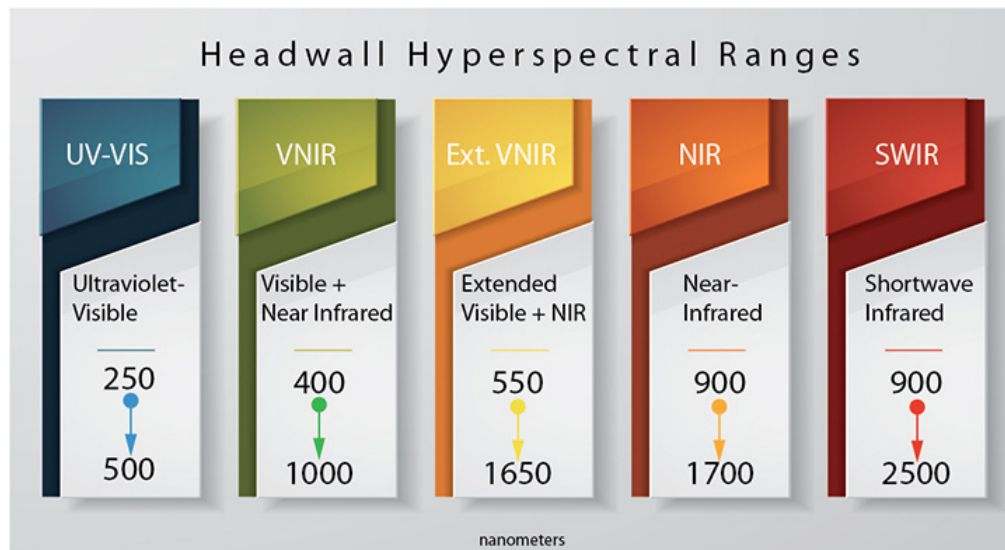 Headwall Hyperspectral Ranges
UV-VIS
Ultraviolet-
Visible
250
500
VNIR
Visible +
Near Infrared
400
1000
Ext. VNIR
Extended
Visible + NIR
550
1650
NIR
Near-
Infrared
900
1700
SWIR
Shortwave
Infrared
900
2500
nanometers